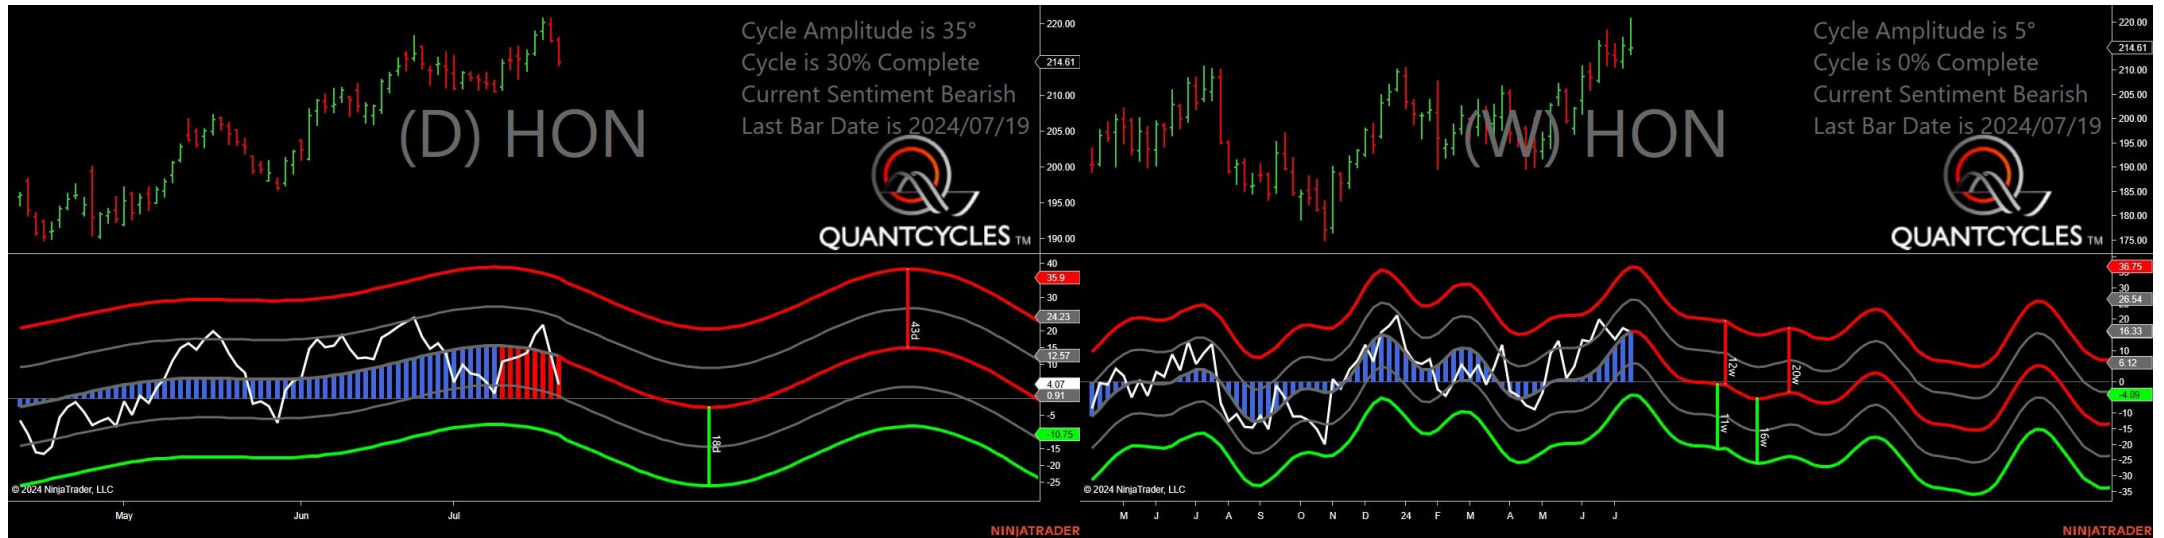 Cycle Amplitude is 35°
Cycle is 30% Complete
Current Sentiment Bearish
Last Bar Date is 2024/07/19
(D) HON
QUANTCYCLES TM
220.00
214.61
210.00
205.00
200.00
195.00
190.00
40
35.9
30
24.23
20
15
12.57
4.07
0.91
-5
-10.75
-15
-20
-25
43d
18d
© 2024 NinjaTrader, LLC
May Jun Jul
NINJATRADER
Cycle Amplitude is 5°
Cycle is 0% Complete
Current Sentiment Bearish
Last Bar Date is 2024/07/19
(W) HON
QUANTCYCLES TM
220.00
214.61
210.00
205.00
200.00
195.00
190.00
185.00
180.00
175.00
36.75
26.54
20
16.33
10
6.12
0
-4.09
-10
-15
-20
-25
-30
-35
12w
20w
11w
16w
© 2024 NinjaTrader, LLC
M J J A S O N D 24 F M A M J J
NINJATRADER